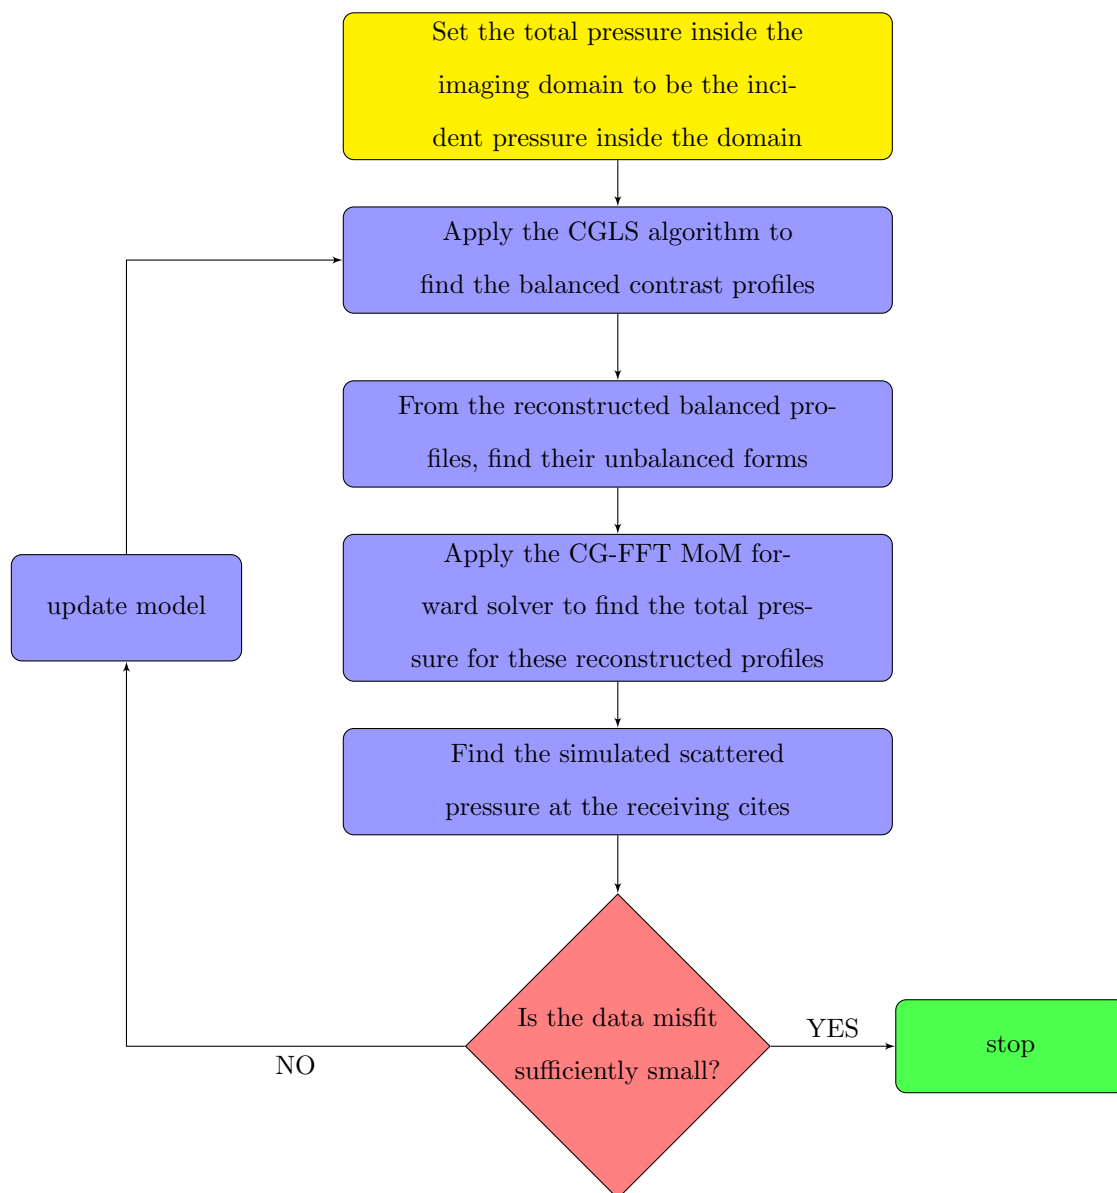 Set the total pressure inside the
imaging domain to be the inci-
dent pressure inside the domain
Apply the CGLS algorithm to
find the balanced contrast profiles
From the reconstructed balanced pro-
files, find their unbalanced forms
Apply the CG-FFT MoM for-
ward solver to find the total pres-
sure for these reconstructed profiles
update model
Find the simulated scattered
pressure at the receiving cites
Is the data misfit
sufficiently small?
YES
stop
NO